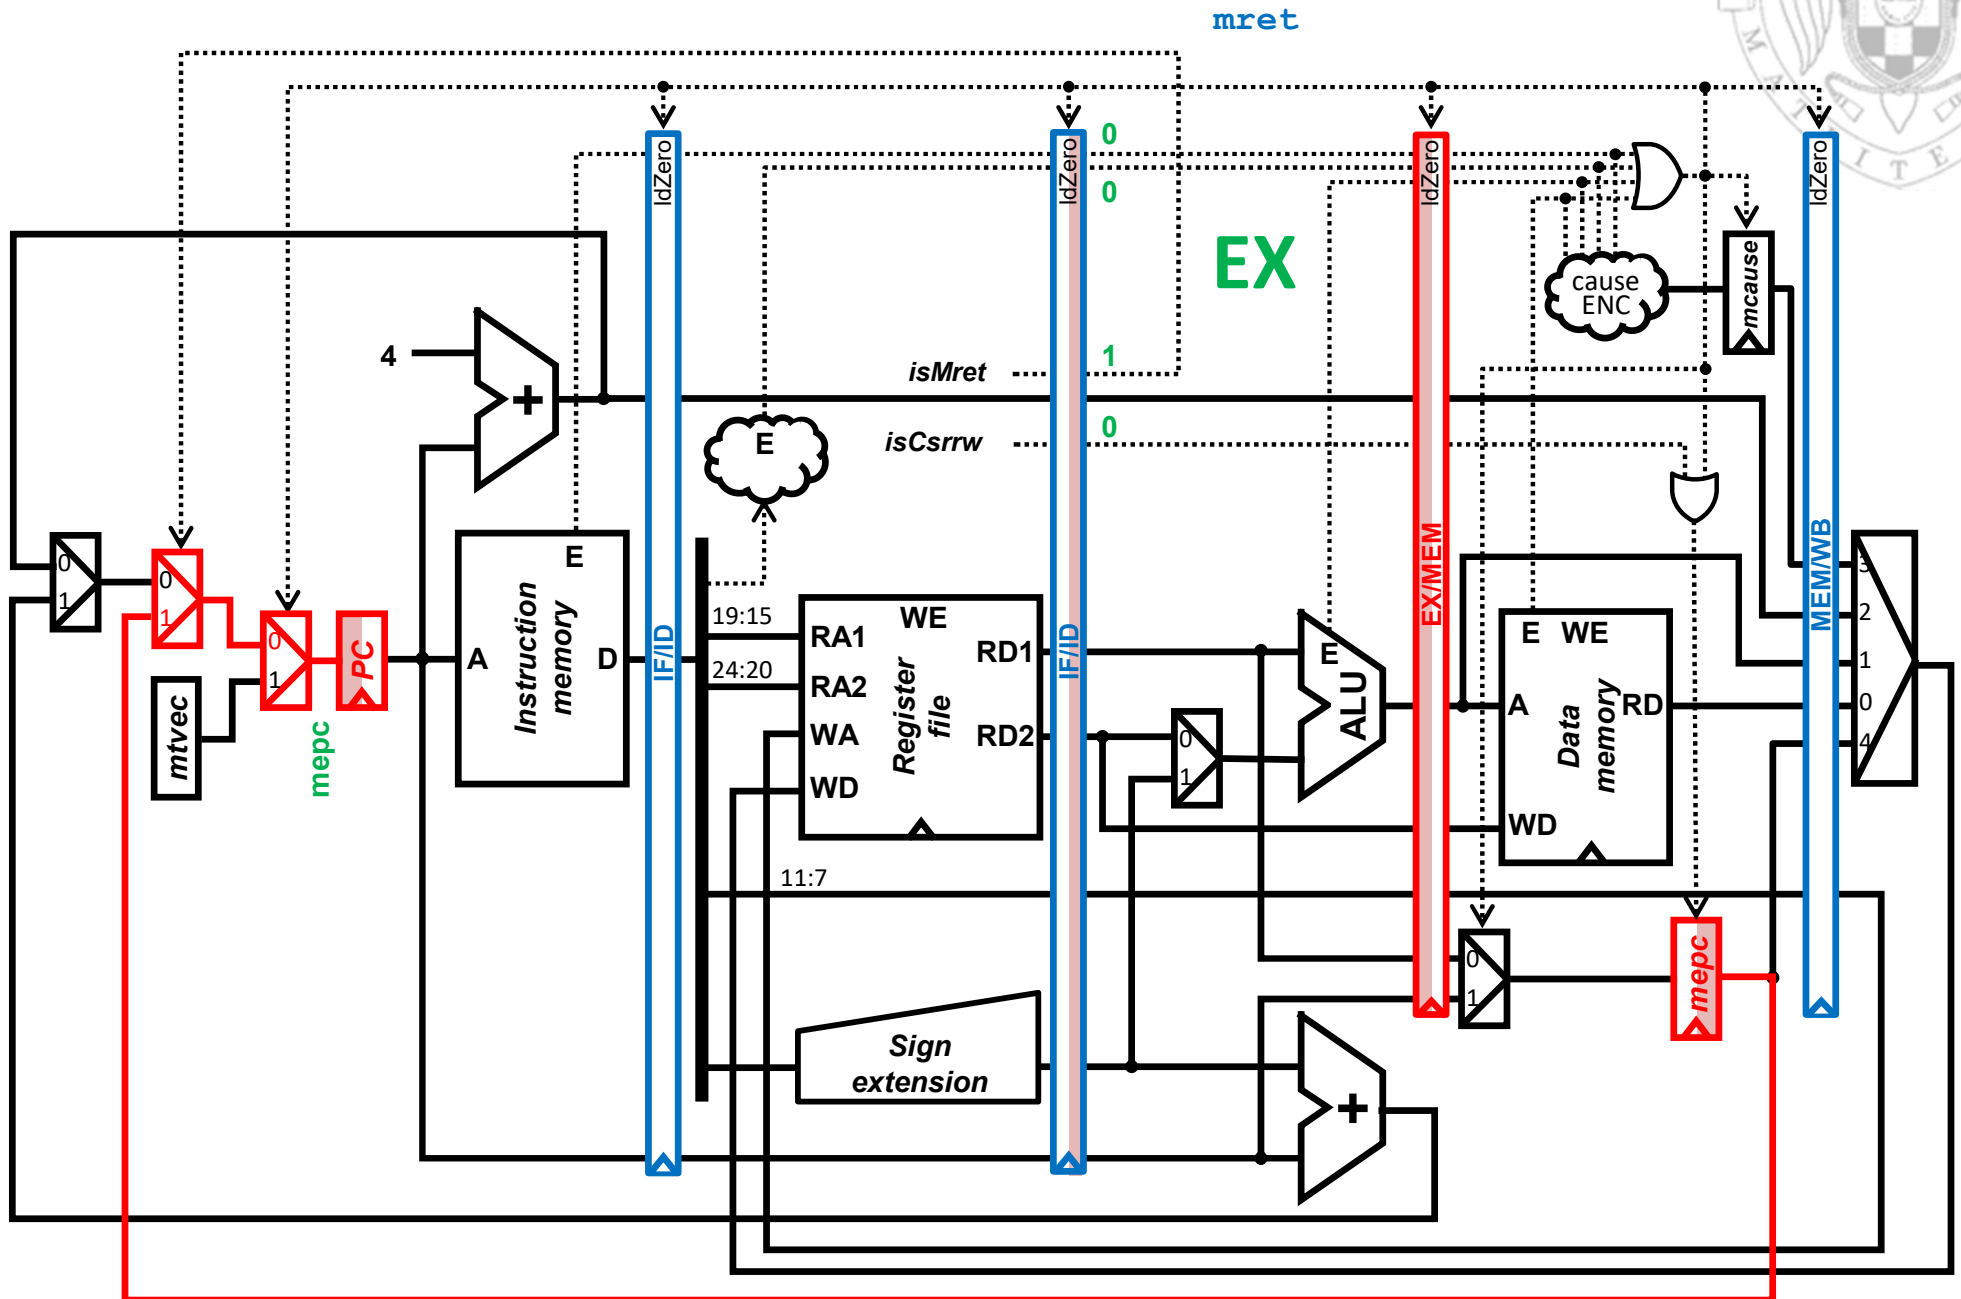 mret
ldZero
ldZero
ldZero
ldZero
0
0
EX
cause
ENC
mcause
4
+
isMret
1
E
isCsrrw
0
0
1
0
1
0
1
mtvec
mepc
PC
A
E
Instruction
memory
D
IF/ID
19:15
24:20
11:7
RA1
RA2
WA
WD
WE
Register
file
RD1
RD2
IF/ID
0
1
E
ALU
EX/MEM
E WE
A
RD
Data
memory
WD
MEM/WB
3
2
1
0
4
Sign
extension
+
0
1
mepc
M A T R I T E